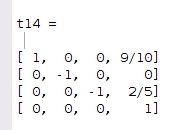 t14 =
[ 1,  0,  0, 9/10]
[ 0, -1,  0,    0]
[ 0,  0, -1,  2/5]
[ 0,  0,  0,    1]